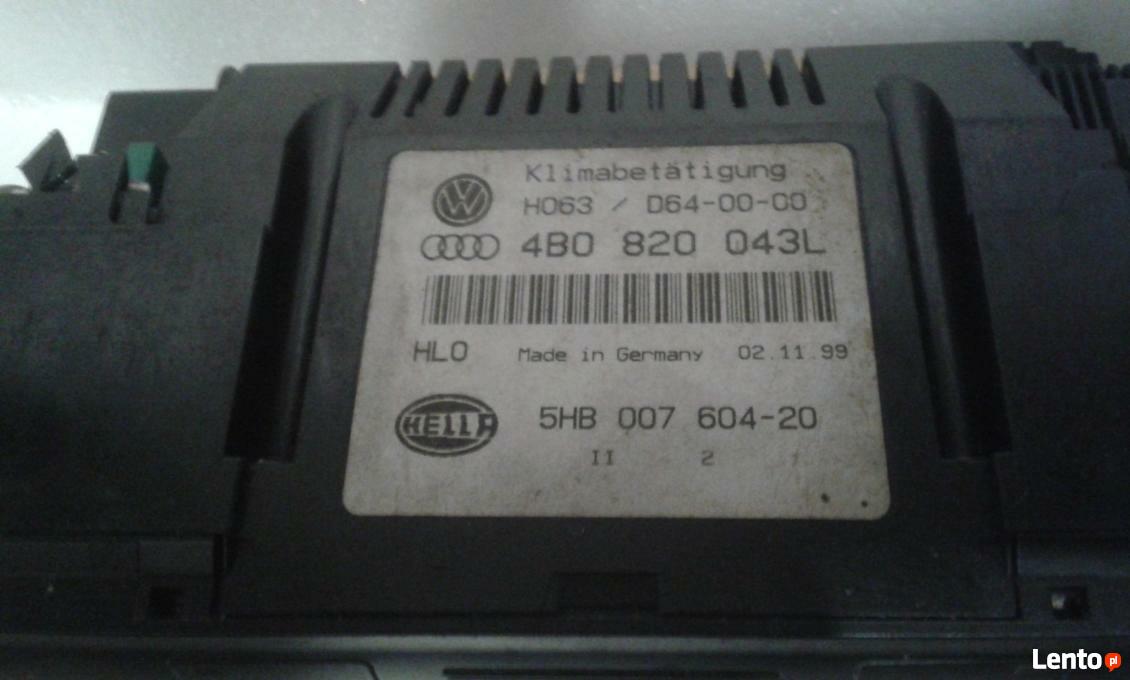 Klimabetätigung
H063 / D64-00-00
4B0 820 043L
HLO Made in Germany 02.11.99
HELLA 5HB 007 604-20
II 2
Lento pl